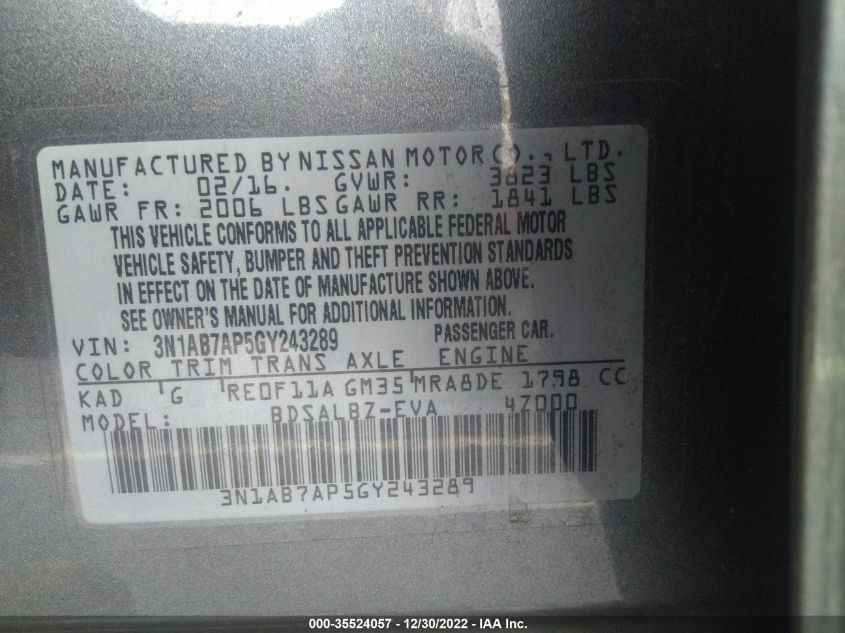 MANUFACTURED BY NISSAN MOTOR CO., LTD.
DATE: 02/16. GVWR: 3823 LBS
GAWR FR: 2006 LBS GAWR RR: 1841 LBS
THIS VEHICLE CONFORMS TO ALL APPLICABLE FEDERAL MOTOR
VEHICLE SAFETY, BUMPER AND THEFT PREVENTION STANDARDS
IN EFFECT ON THE DATE OF MANUFACTURE SHOWN ABOVE.
SEE OWNER'S MANUAL FOR ADDITIONAL INFORMATION.
VIN: 3N1AB7AP5GY243289 PASSENGER CAR.
COLOR TRIM TRANS AXLE ENGINE
KAD G RE0F11A GM35 MRA8DE 1798 CC
MODEL: BDSALBZ-EVA 4Z000
3N1AB7AP5GY243289
000-35524057 - 12/30/2022 - IAA Inc.